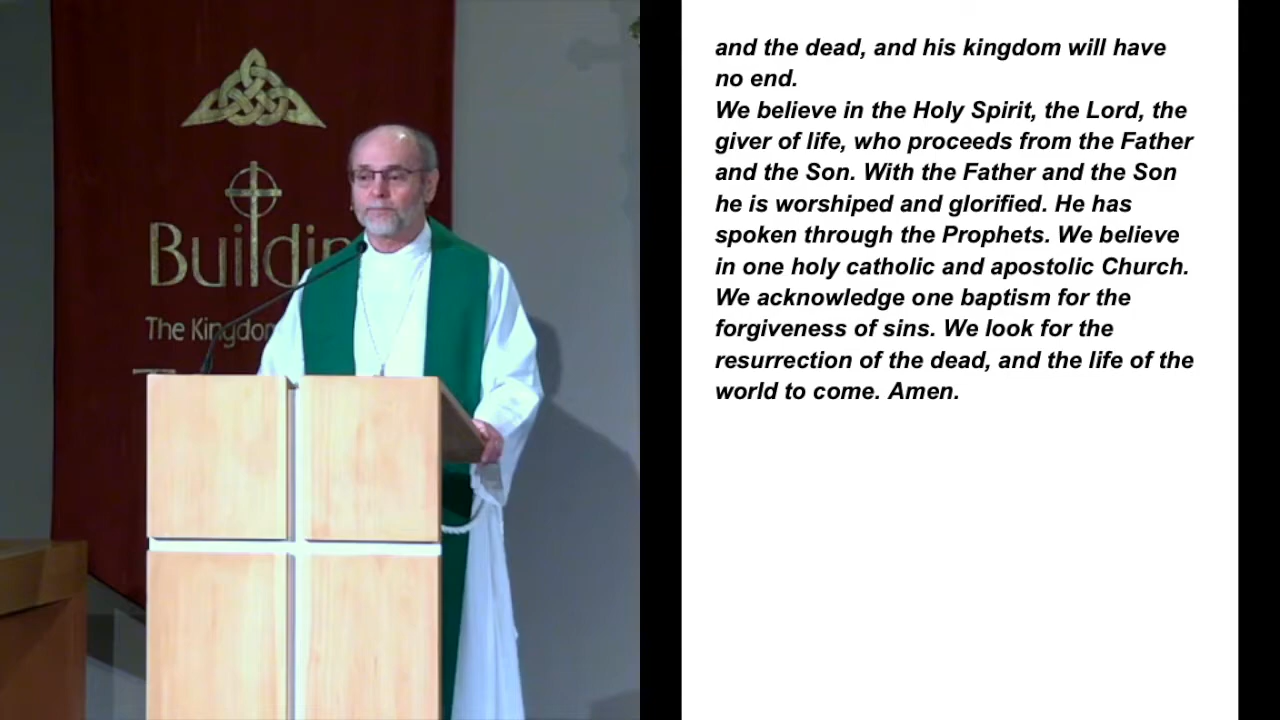 Buildin
The Kingdom
and the dead, and his kingdom will have
no end.
We believe in the Holy Spirit, the Lord, the
giver of life, who proceeds from the Father
and the Son. With the Father and the Son
he is worshiped and glorified. He has
spoken through the Prophets. We believe
in one holy catholic and apostolic Church.
We acknowledge one baptism for the
forgiveness of sins. We look for the
resurrection of the dead, and the life of the
world to come. Amen.